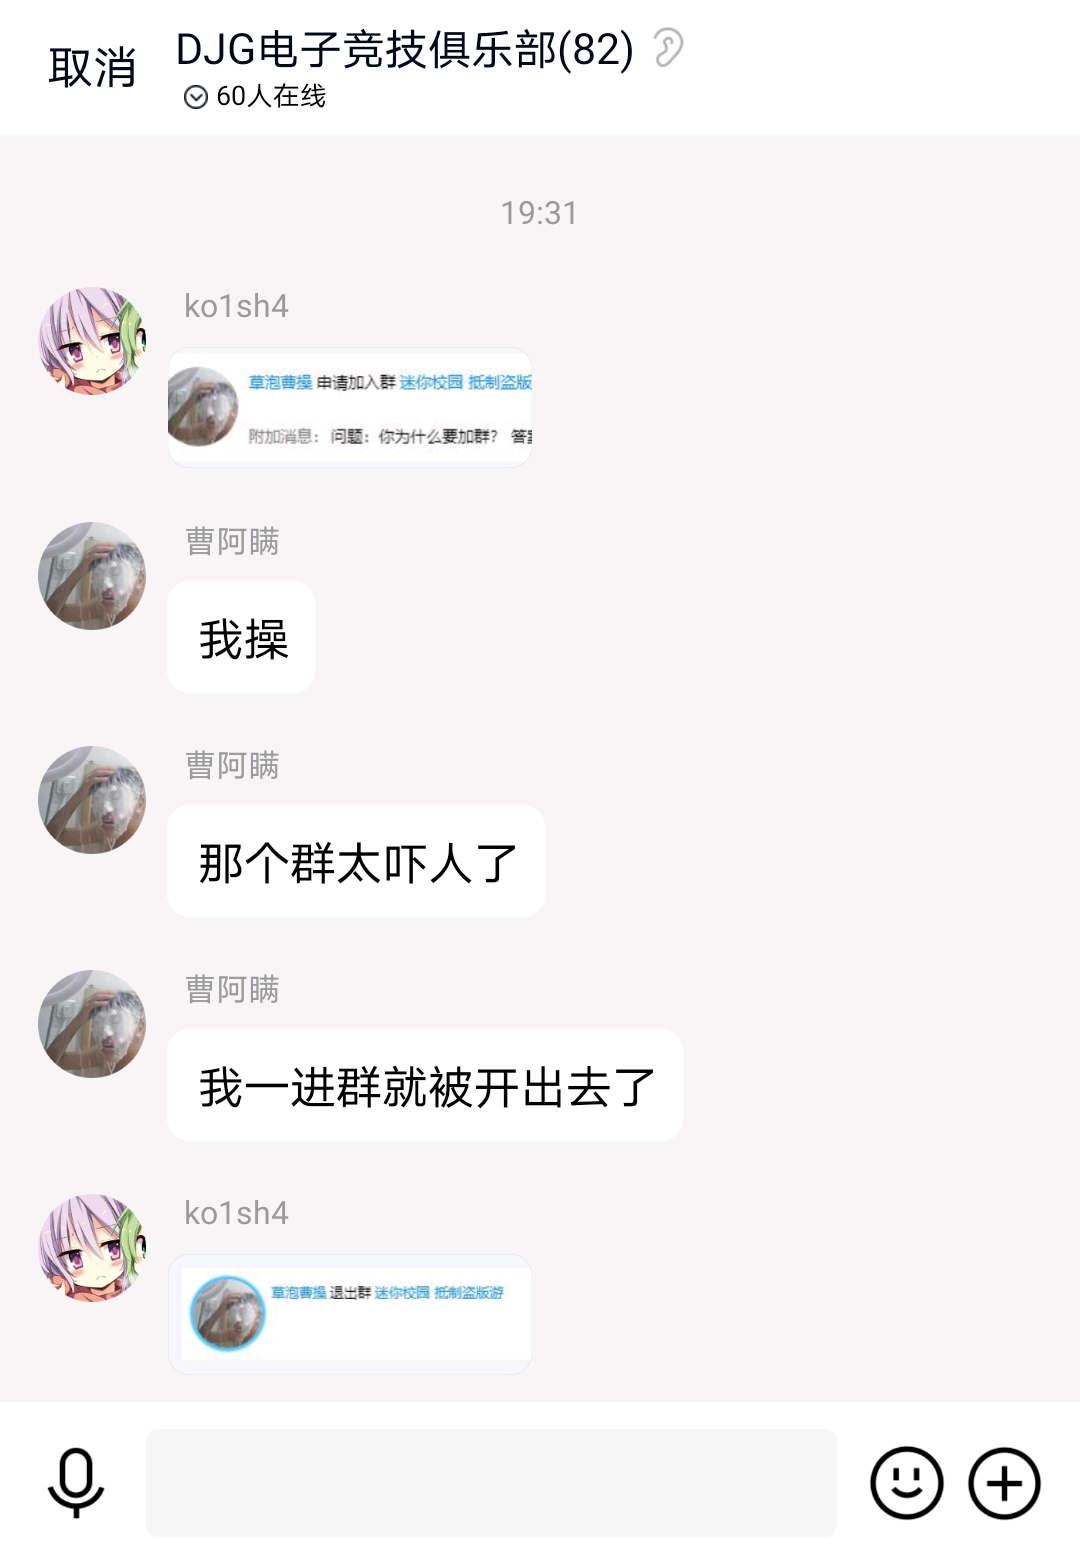 取消
DJG电子竞技俱乐部(82)
60人在线
19:31
ko1sh4
草泡曹操 申请加入群 迷你校园 抵制盗版
附加消息： 问题：你为什么要加群？ 答
曹阿瞒
我操
曹阿瞒
那个群太吓人了
曹阿瞒
我一进群就被开出去了
ko1sh4
草泡曹操 退出群 迷你校园 抵制盗版游